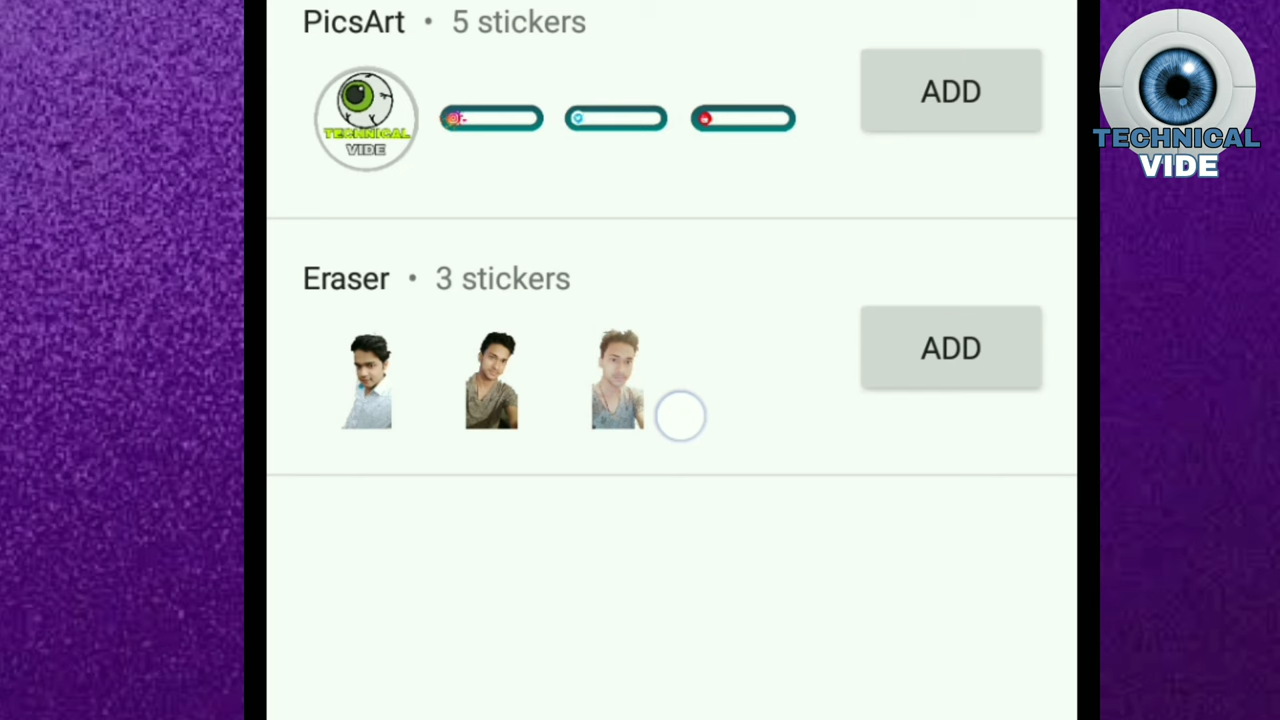 PicsArt • 5 stickers
ADD
TECHNICAL
VIDE
TECHNICAL
VIDE
Eraser • 3 stickers
ADD